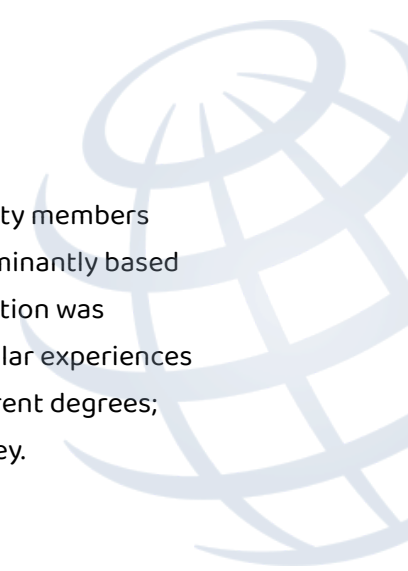 ty members
minantly based
tion was
lar experiences
rent degrees;
ey.